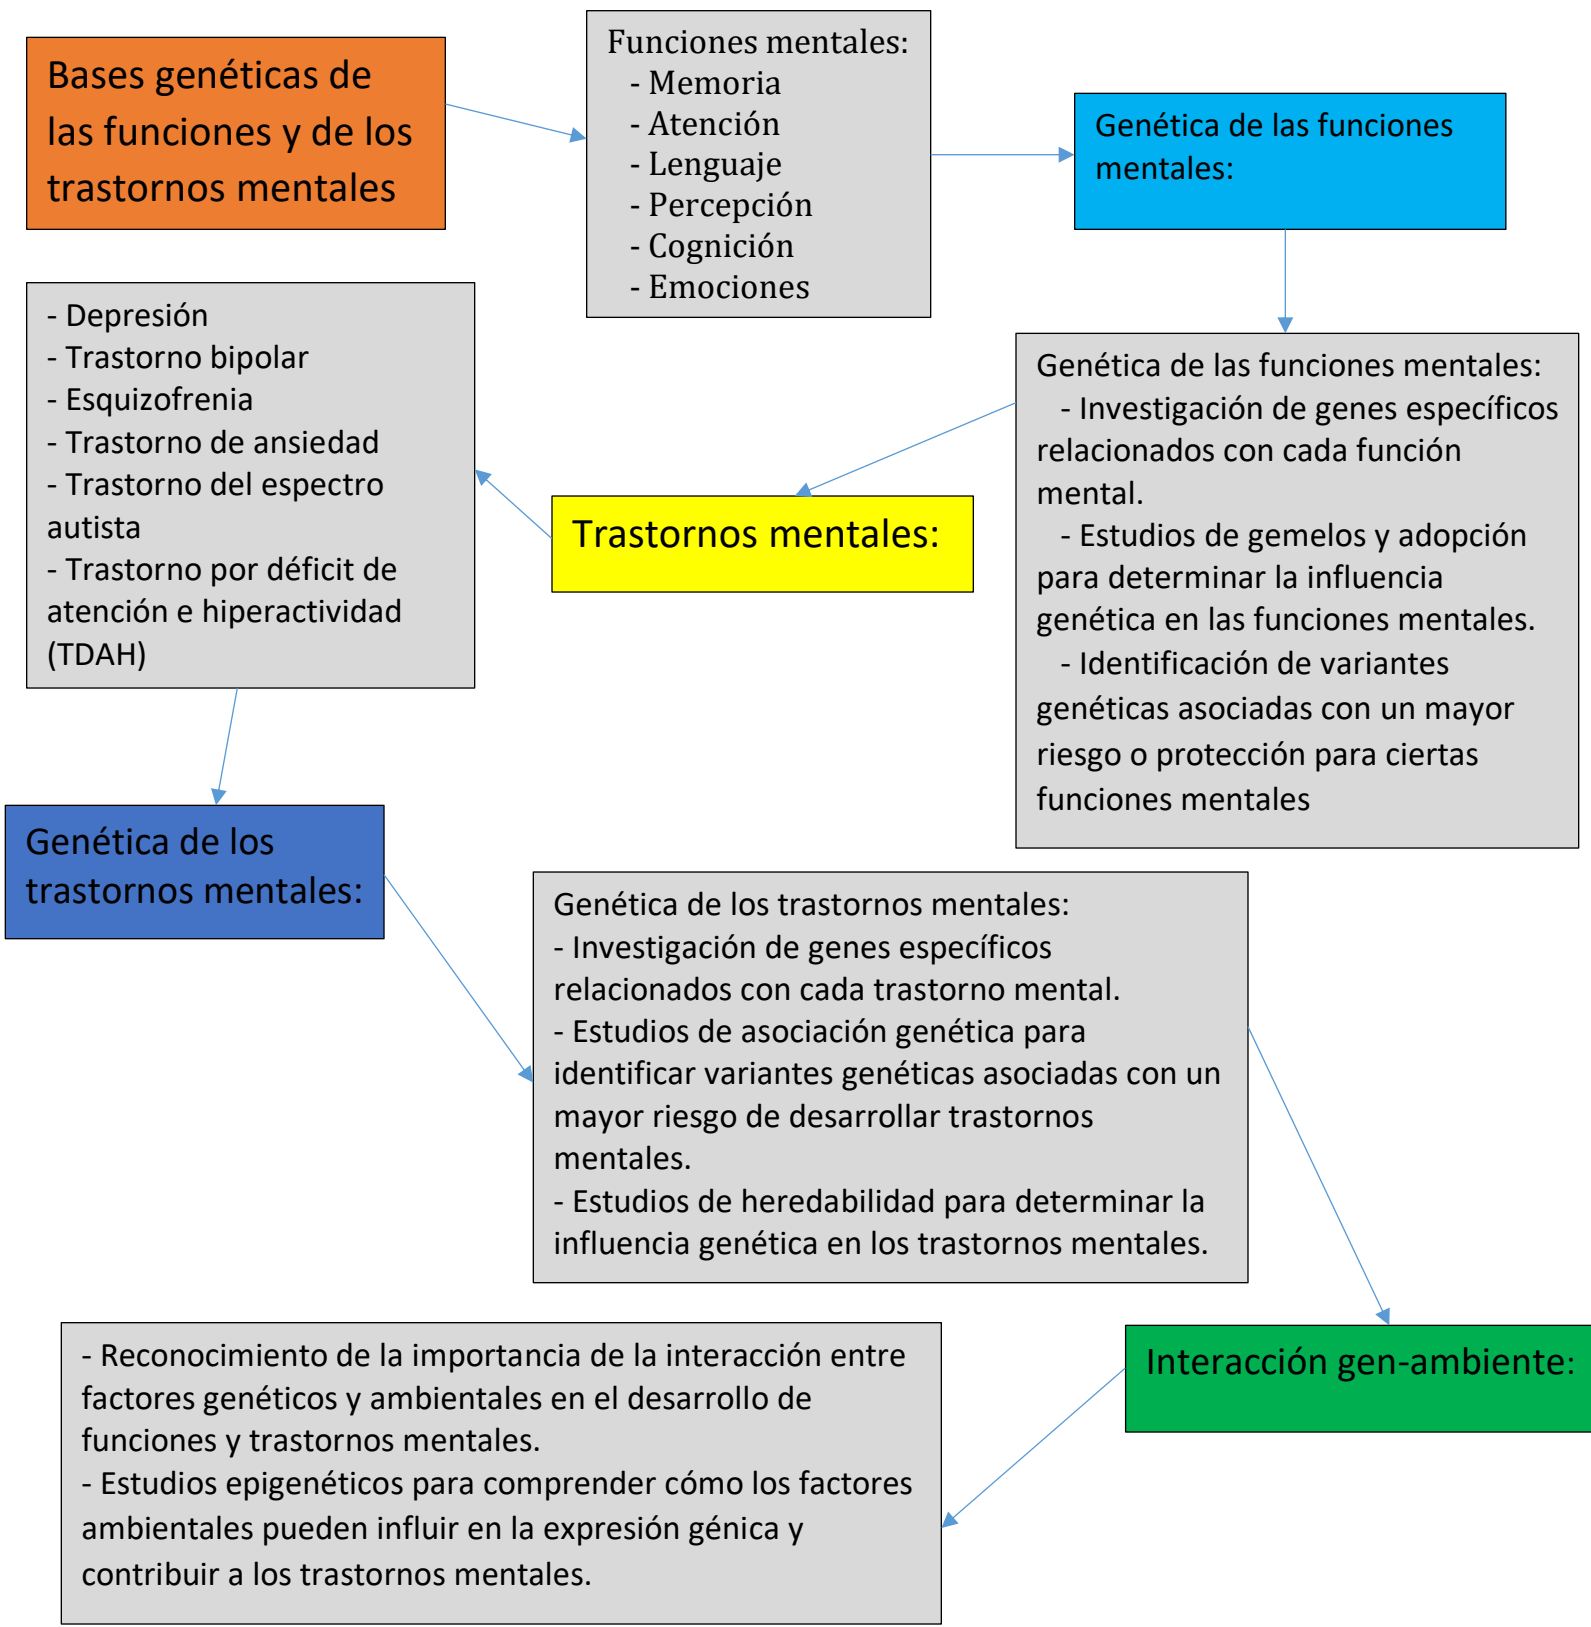 Bases genéticas de
las funciones y de los
trastornos mentales
Funciones mentales:
- Memoria
- Atención
- Lenguaje
- Percepción
- Cognición
- Emociones
Genética de las funciones
mentales:
Genética de las funciones mentales:
- Investigación de genes específicos
relacionados con cada función
mental.
- Estudios de gemelos y adopción
para determinar la influencia
genética en las funciones mentales.
- Identificación de variantes
genéticas asociadas con un mayor
riesgo o protección para ciertas
funciones mentales
Trastornos mentales:
- Depresión
- Trastorno bipolar
- Esquizofrenia
- Trastorno de ansiedad
- Trastorno del espectro
autista
- Trastorno por déficit de
atención e hiperactividad
(TDAH)
Genética de los
trastornos mentales:
Genética de los trastornos mentales:
- Investigación de genes específicos
relacionados con cada trastorno mental.
- Estudios de asociación genética para
identificar variantes genéticas asociadas con un
mayor riesgo de desarrollar trastornos
mentales.
- Estudios de heredabilidad para determinar la
influencia genética en los trastornos mentales.
Interacción gen-ambiente:
- Reconocimiento de la importancia de la interacción entre
factores genéticos y ambientales en el desarrollo de
funciones y trastornos mentales.
- Estudios epigenéticos para comprender cómo los factores
ambientales pueden influir en la expresión génica y
contribuir a los trastornos mentales.